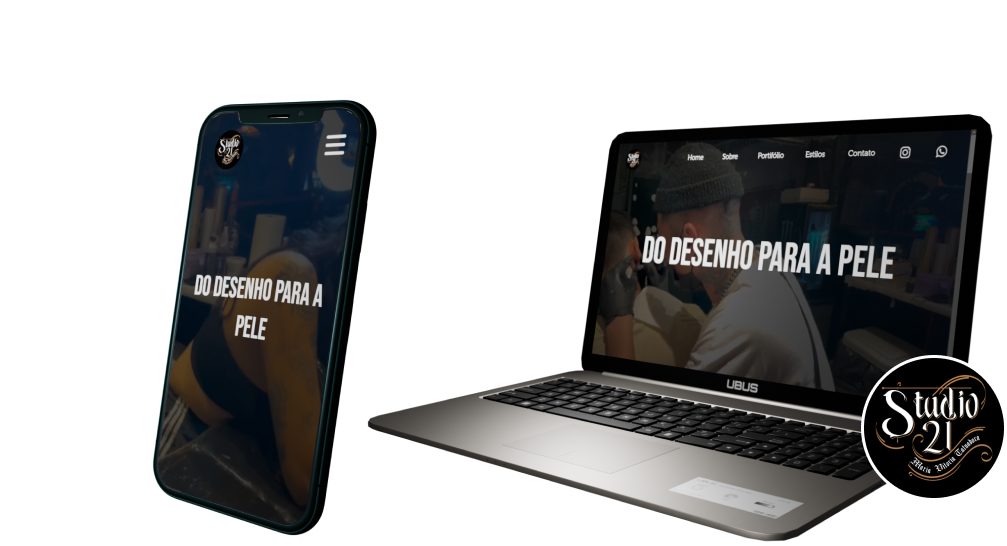 Studio
21
DO DESENHO PARA A
PELE
Studio
21
Home Sobre Portifólio Estilos Contato
DO DESENHO PARA A PELE
UBUS
Studio
21
Maria Vitoria Tatuadora